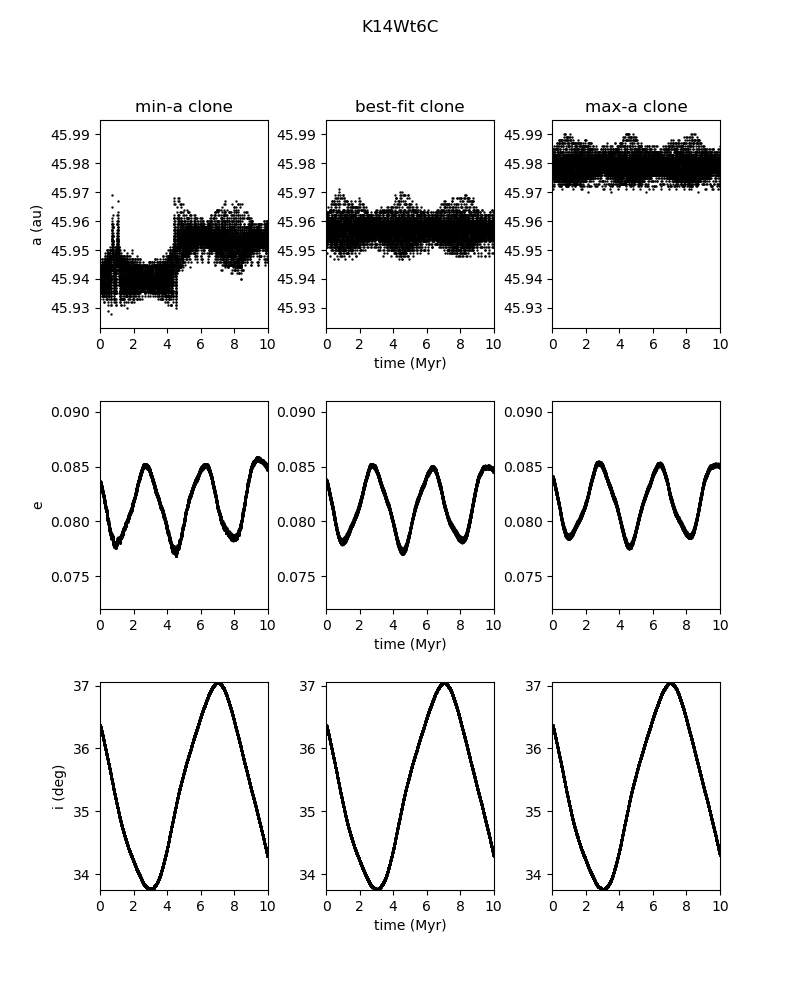 K14Wt6C
min-a clone best-fit clone max-a clone
45.99 45.99 45.99
45.98 45.98 45.98
45.97 45.97 45.97
45.96 45.96 45.96
a (au)
45.95 45.95 45.95
45.94 45.94 45.94
45.93 45.93 45.93
0 2 4 6 8 10 0 2 4 6 8 10 0 2 4 6 8 10
time (Myr)
0.090 0.090 0.090
0.085 0.085 0.085
e
0.080 0.080 0.080
0.075 0.075 0.075
0 2 4 6 8 10 0 2 4 6 8 10 0 2 4 6 8 10
time (Myr)
37 37 37
36 36 36
i (deg)
35 35 35
34 34 34
0 2 4 6 8 10 0 2 4 6 8 10 0 2 4 6 8 10
time (Myr)